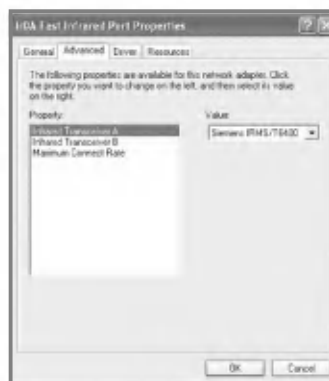 IrDA Fast Infrared Port Properties
General Advanced Driver Resources
The following properties are available for this network adapter. Click
the property you want to change on the left, and then select its value
on the right.
Property: Value:
Infrared Transceiver A Siemens IRMS/T6400
Infrared Transceiver B
Maximum Connect Rate
OK Cancel